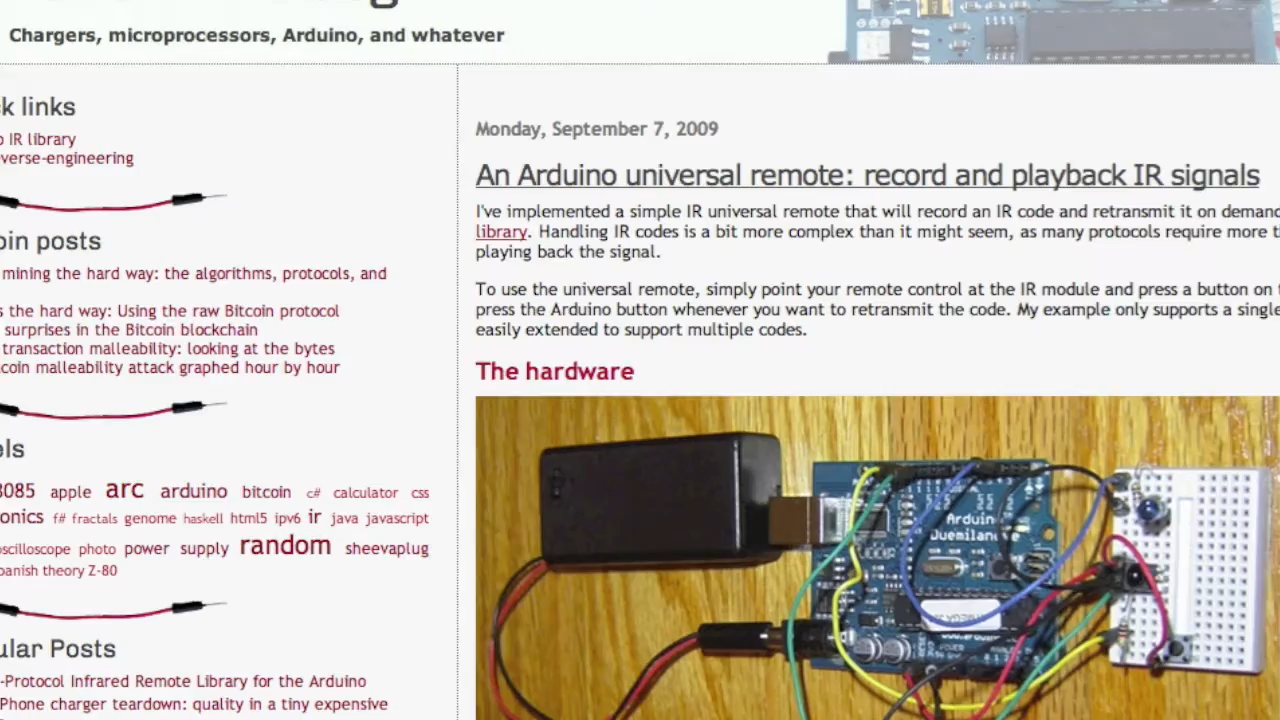 Chargers, microprocessors, Arduino, and whatever
k links
IR library
verse-engineering
oin posts
mining the hard way: the algorithms, protocols, and
s the hard way: Using the raw Bitcoin protocol
surprises in the Bitcoin blockchain
transaction malleability: looking at the bytes
coin malleability attack graphed hour by hour
els
8085 apple arc arduino bitcoin c# calculator css
onics f# fractals genome haskell html5 ipv6 ir java javascript
oscilloscope photo power supply random sheevaplug
panish theory Z-80
ular Posts
-Protocol Infrared Remote Library for the Arduino
Phone charger teardown: quality in a tiny expensive
Monday, September 7, 2009
An Arduino universal remote: record and playback IR signals
I've implemented a simple IR universal remote that will record an IR code and retransmit it on demand
library. Handling IR codes is a bit more complex than it might seem, as many protocols require more
playing back the signal.
To use the universal remote, simply point your remote control at the IR module and press a button on
press the Arduino button whenever you want to retransmit the code. My example only supports a single
easily extended to support multiple codes.
The hardware
Arduino
Duemilanove